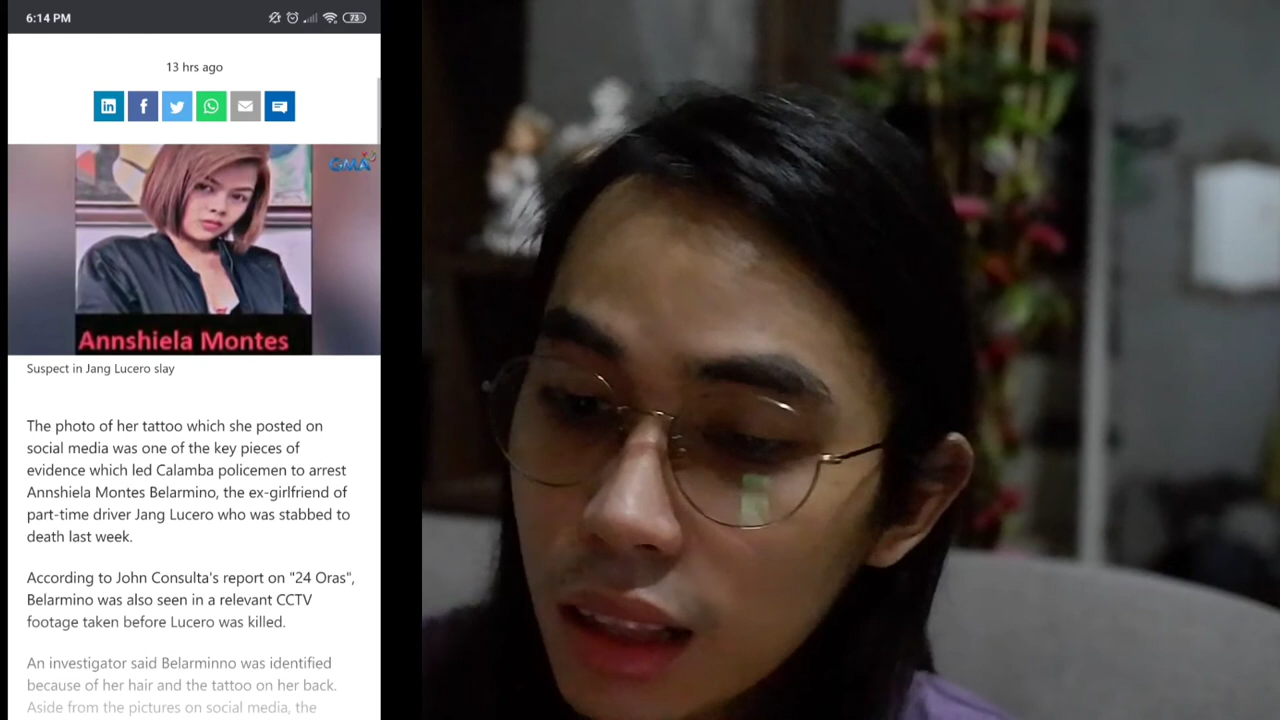 6:14 PM
73
13 hrs ago
in
f
GMA
Annshiela Montes
Suspect in Jang Lucero slay
The photo of her tattoo which she posted on
social media was one of the key pieces of
evidence which led Calamba policemen to arrest
Annshiela Montes Belarmino, the ex-girlfriend of
part-time driver Jang Lucero who was stabbed to
death last week.
According to John Consulta's report on "24 Oras",
Belarmino was also seen in a relevant CCTV
footage taken before Lucero was killed.
An investigator said Belarminno was identified
because of her hair and the tattoo on her back.
Aside from the pictures on social media, the